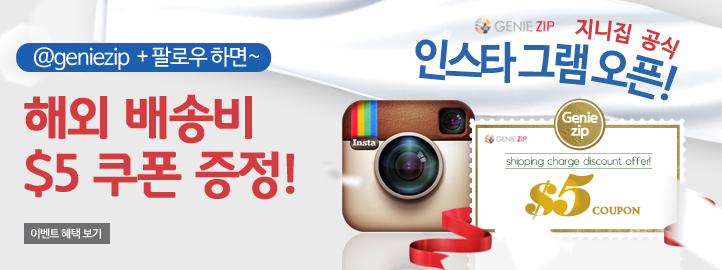 @geniezip + 팔로우 하면~
해외 배송비
$5 쿠폰 증정!
이벤트 혜택 보기
GENIE ZIP
지니집 공식
인스타그램 오픈!
Insta
Genie
zip
GENIE ZIP
shipping charge discount offer!
$5 COUPON